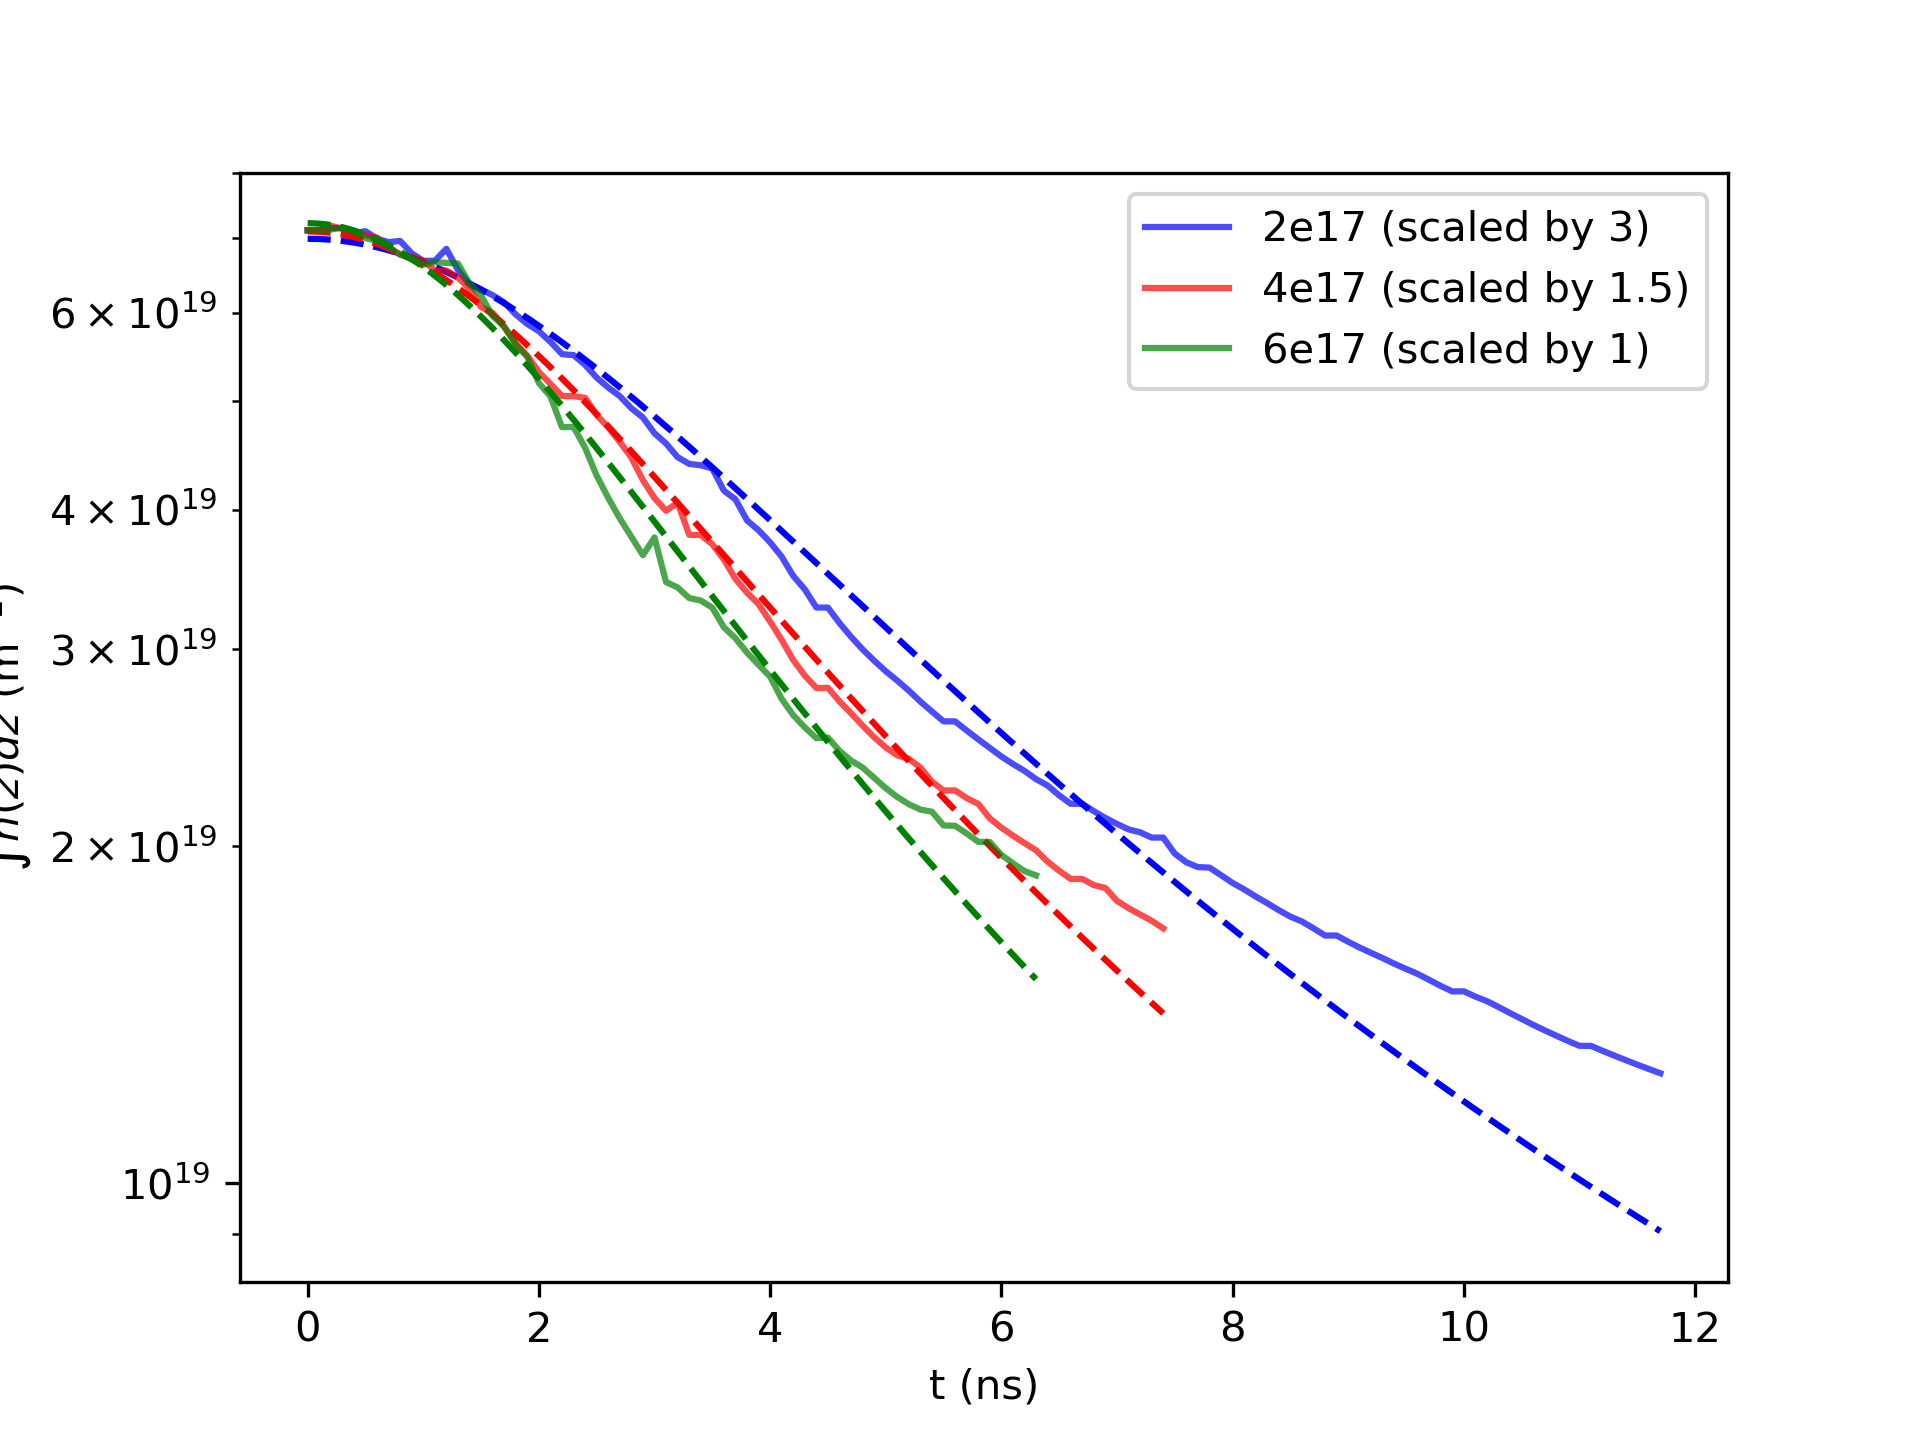 2e17 (scaled by 3)
4e17 (scaled by 1.5)
6e17 (scaled by 1)
6 × 10¹⁹
4 × 10¹⁹
3 × 10¹⁹
2 × 10¹⁹
10¹⁹
0 2 4 6 8 10 12
t (ns)